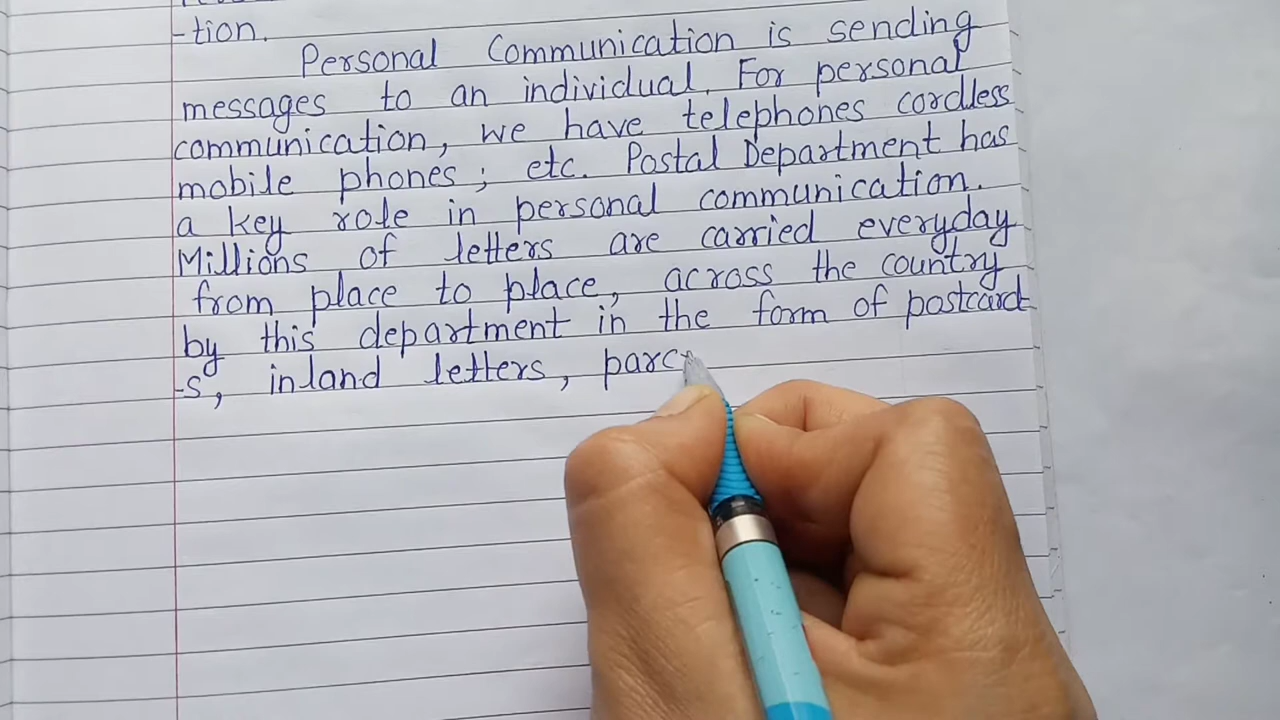 -tion.
Personal Communication is sending
messages to an individual. For personal
communication, we have telephones cordless
mobile phones; etc. Postal Department has
a key role in personal communication.
Millions of letters are carried everyday
from place to place, across the country
by this department in the form of postcard
-s, inland letters, parc